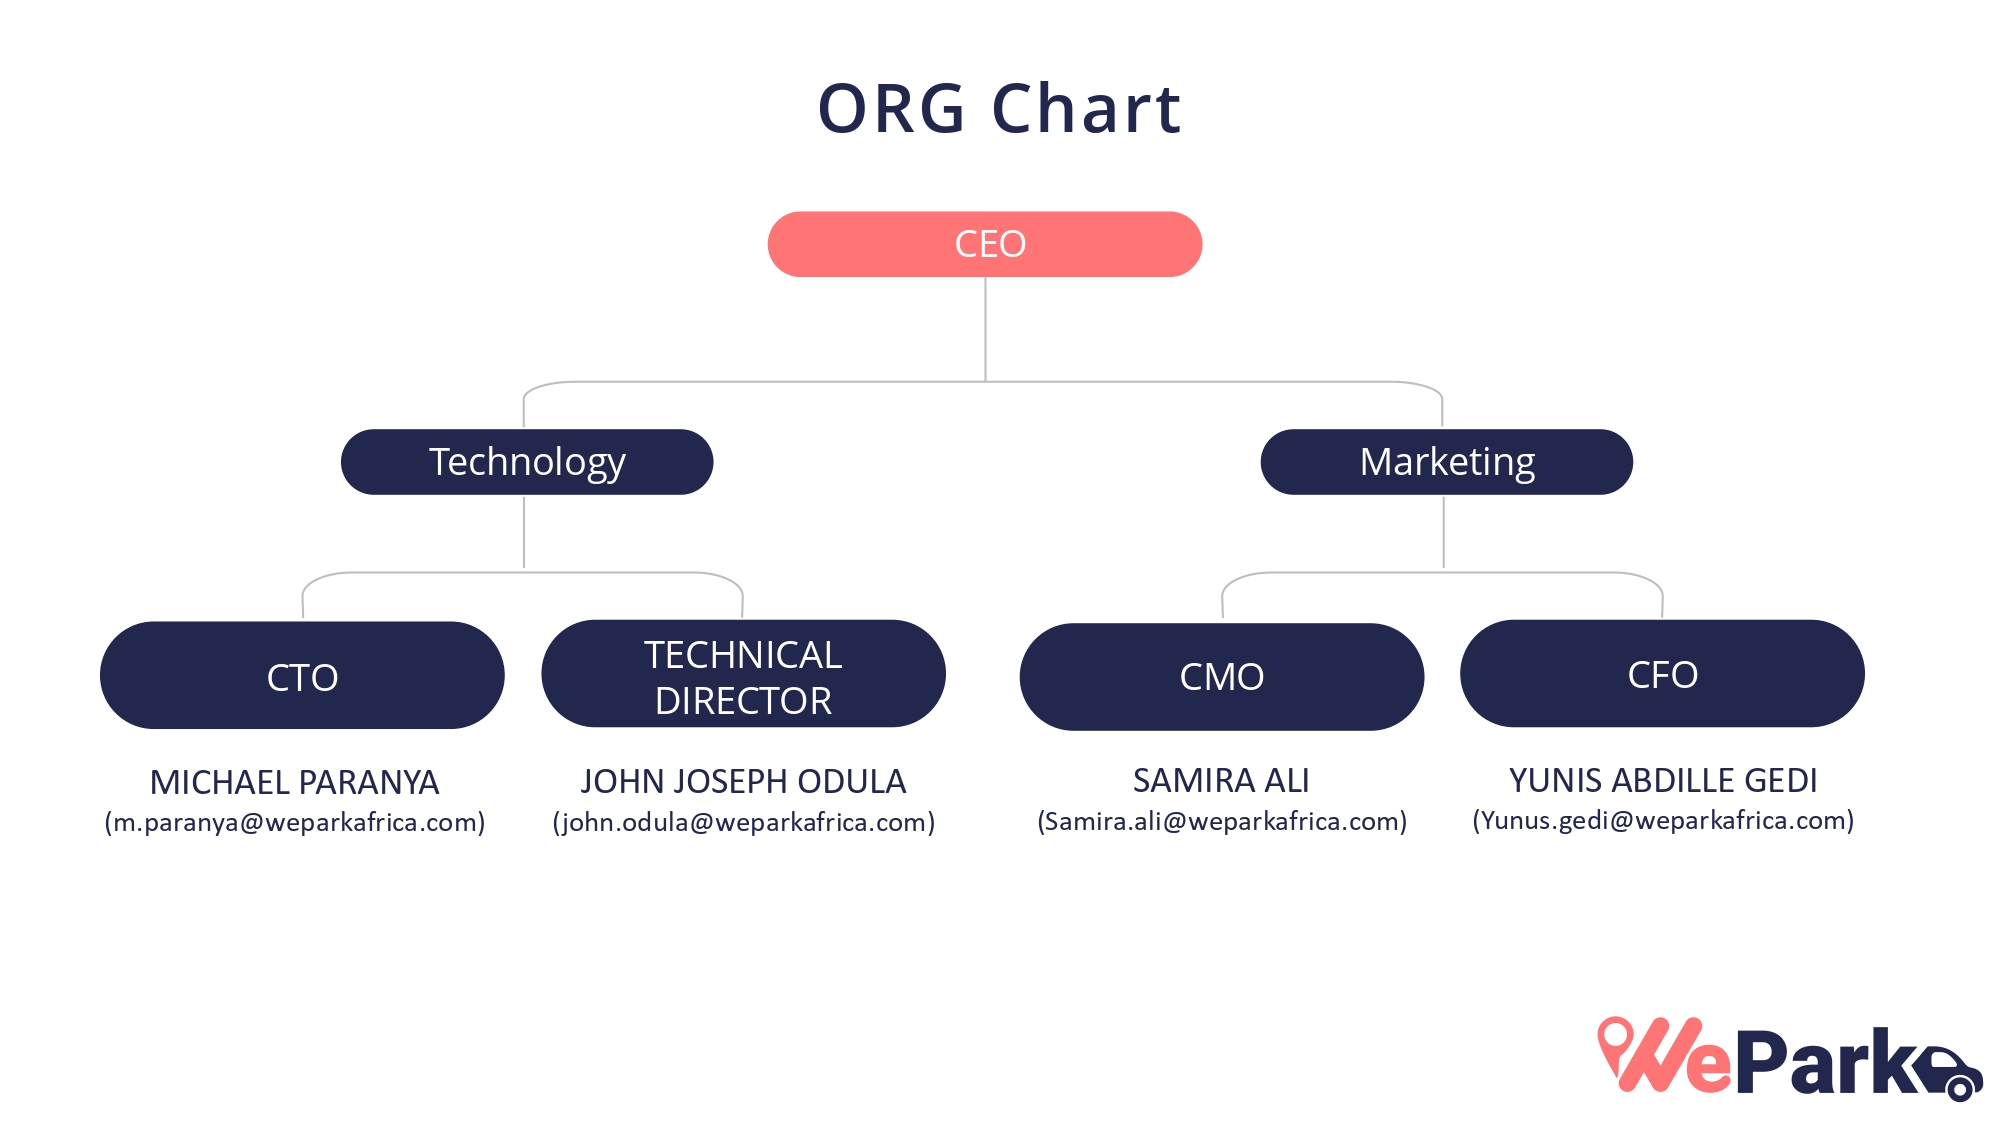 ORG Chart
CEO
Technology
Marketing
CTO
TECHNICAL
DIRECTOR
CMO
CFO
MICHAEL PARANYA
(m.paranya@weparkafrica.com)
JOHN JOSEPH ODULA
(john.odula@weparkafrica.com)
SAMIRA ALI
(Samira.ali@weparkafrica.com)
YUNIS ABDILLE GEDI
(Yunus.gedi@weparkafrica.com)
WePark